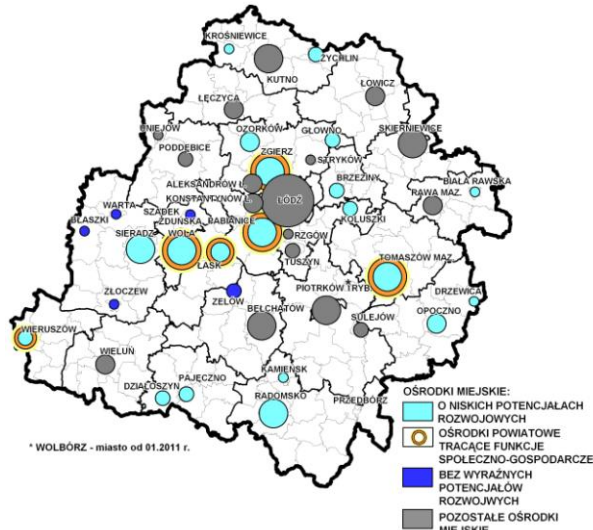 KROŚNIEWICE
ŻYCHLIN
KUTNO
ŁOWICZ
ŁĘCZYCA
UNIEJÓW
OZORKÓW
GŁOWNO
SKIERNIEWICE
ZGIERZ
PODDĘBICE
STRYKÓW
ALEKSANDRÓW Ł.
BRZEZINY
BIAŁA RAWSKA
KONSTANTYNÓW Ł.
ŁÓDŹ
RAWA MAZ.
WARTA
SZADEK
PABIANICE
KOLUSZKI
BŁASZKI
ZDUŃSKA
SIERADZ
WOLA
RZGÓW
ŁASK
TUSZYN
TOMASZÓW MAZ.
ZŁOCZEW
ZELÓW
PIOTRKÓW TRYB.
*
DRZEWICA
BEŁCHATÓW
SULEJÓW
OPOCZNO
WIERUSZÓW
WIELUŃ
DZIAŁOSZYN
PAJĘCZNO
KAMIEŃSK
RADOMSKO
PRZEDBÓRZ
* WOLBÓRZ - miasto od 01.2011 r.
OŚRODKI MIEJSKIE:
O NISKICH POTENCJAŁACH
ROZWOJOWYCH
OŚRODKI POWIATOWE
TRACĄCE FUNKCJE
SPOŁECZNO-GOSPODARCZE
BEZ WYRAŹNYCH
POTENCJAŁÓW
ROZWOJWYCH
POZOSTAŁE OŚRODKI
MIEJSKIE